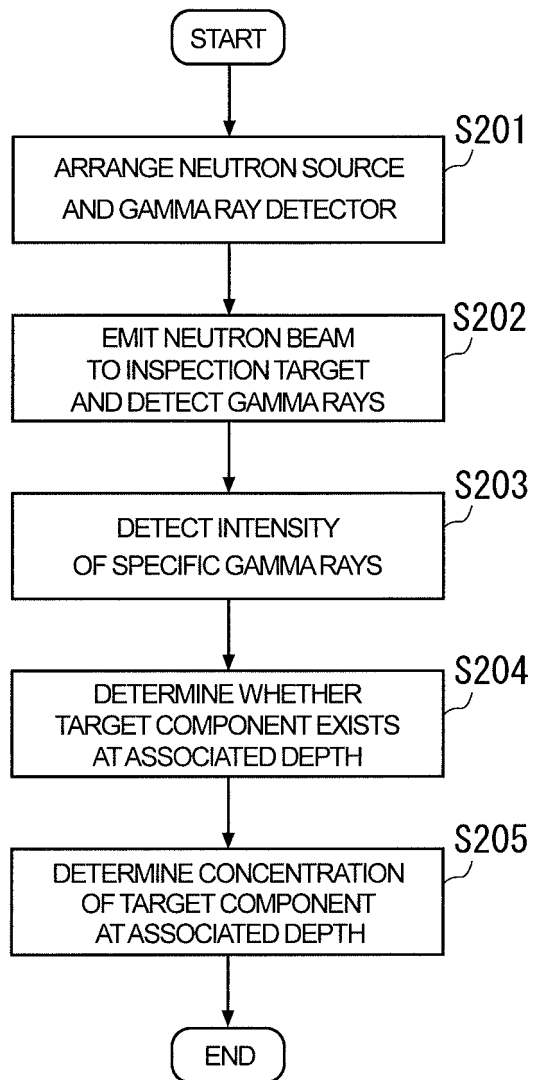 START
S201
ARRANGE NEUTRON SOURCE
AND GAMMA RAY DETECTOR
S202
EMIT NEUTRON BEAM
TO INSPECTION TARGET
AND DETECT GAMMA RAYS
S203
DETECT INTENSITY
OF SPECIFIC GAMMA RAYS
S204
DETERMINE WHETHER
TARGET COMPONENT EXISTS
AT ASSOCIATED DEPTH
S205
DETERMINE CONCENTRATION
OF TARGET COMPONENT
AT ASSOCIATED DEPTH
END